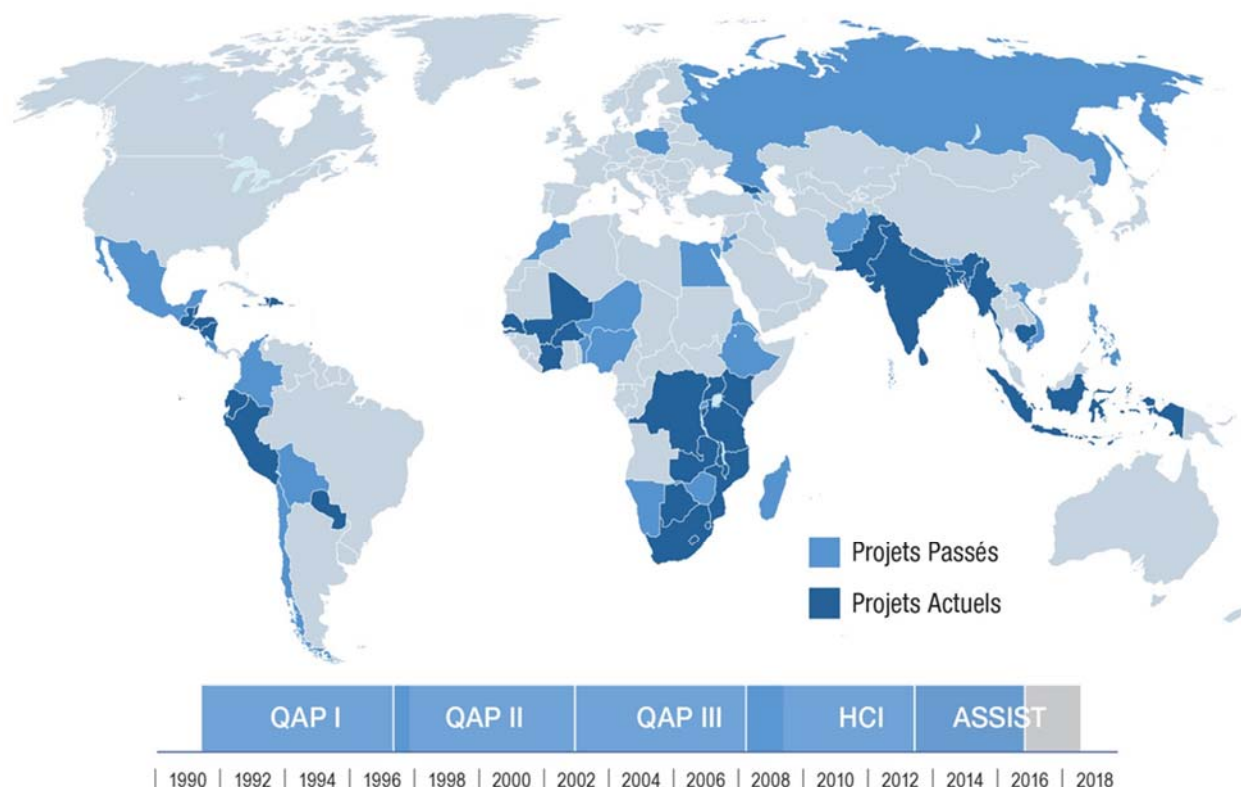 Projets Passés
Projets Actuels
QAP I QAP II QAP III HCI ASSIST
| 1990 | 1992 | 1994 | 1996 | 1998 | 2000 | 2002 | 2004 | 2006 | 2008 | 2010 | 2012 | 2014 | 2016 | 2018